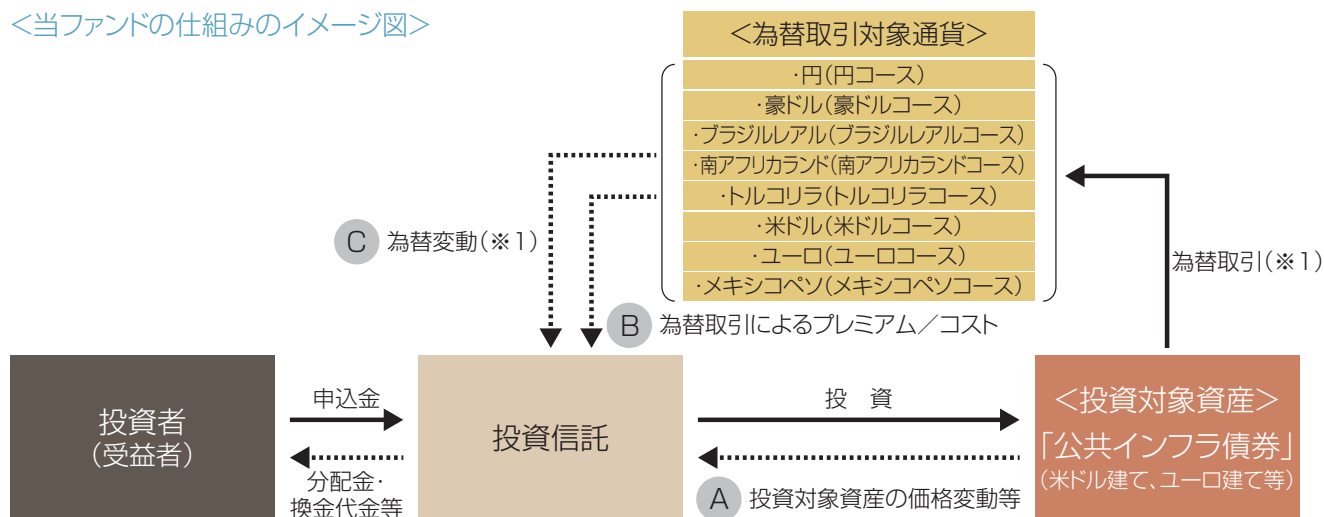 <当ファンドの仕組みのイメージ図>
<為替取引対象通貨>
・円(円コース)
・豪ドル(豪ドルコース)
・ブラジルレアル(ブラジルレアルコース)
・南アフリカランド(南アフリカランドコース)
・トルコリラ(トルコリラコース)
・米ドル(米ドルコース)
・ユーロ(ユーロコース)
・メキシコペソ(メキシコペソコース)
C 為替変動(※1)
為替取引(※1)
B 為替取引によるプレミアム/コスト
投資者
(受益者)
申込金
分配金・
換金代金等
投資信託
投 資
A 投資対象資産の価格変動等
<投資対象資産>
「公共インフラ債券」
(米ドル建て、ユーロ建て等)